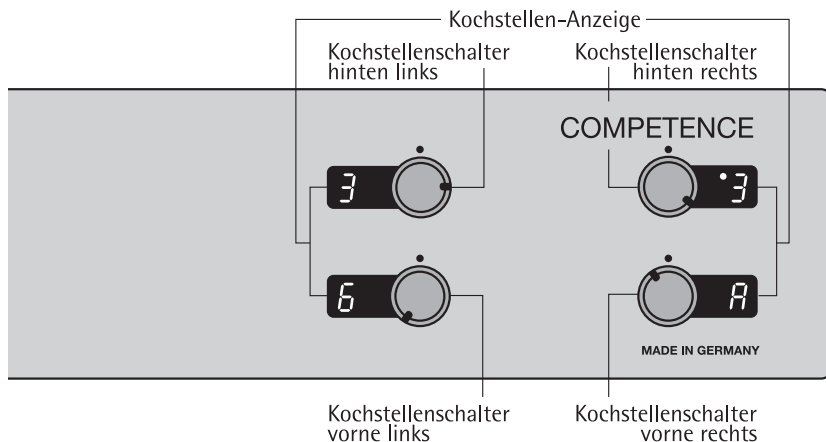 Kochstellen-Anzeige
Kochstellenschalter
hinten links
Kochstellenschalter
hinten rechts
COMPETENCE
3
3
6
A
MADE IN GERMANY
Kochstellenschalter
vorne links
Kochstellenschalter
vorne rechts